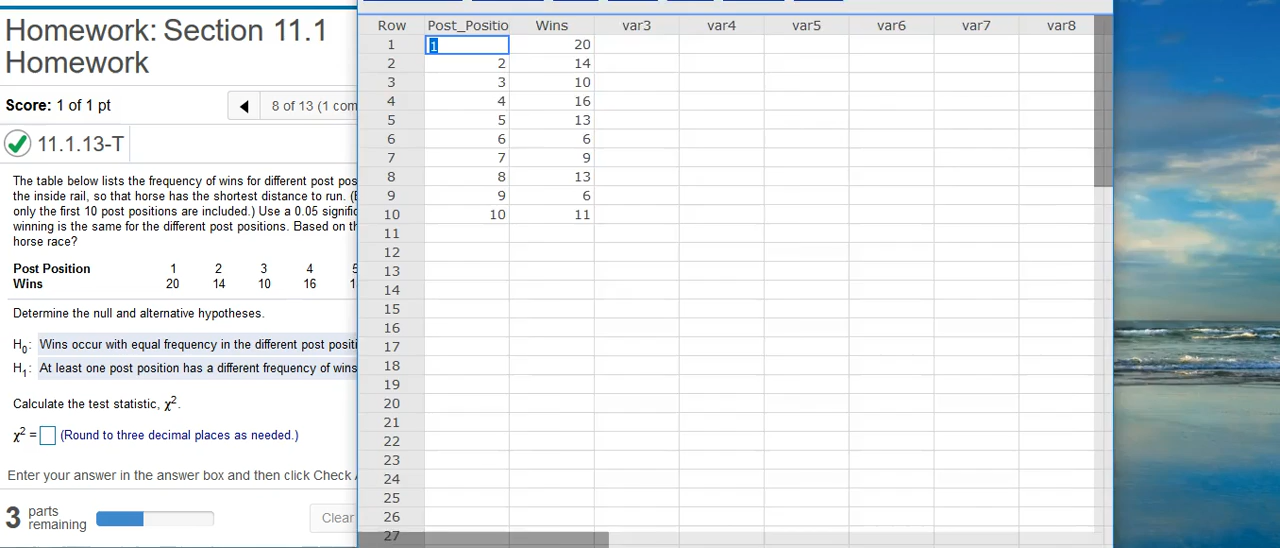 Homework: Section 11.1
Homework
Score: 1 of 1 pt
8 of 13 (1 com
11.1.13-T
The table below lists the frequency of wins for different post pos
the inside rail, so that horse has the shortest distance to run. (
only the first 10 post positions are included.) Use a 0.05 signific
winning is the same for the different post positions. Based on th
horse race?
Post Position 1 2 3 4 5
Wins 20 14 10 16 1
Determine the null and alternative hypotheses.
H0: Wins occur with equal frequency in the different post positi
H1: At least one post position has a different frequency of wins
Calculate the test statistic, χ2.
χ2 = (Round to three decimal places as needed.)
Enter your answer in the answer box and then click Check
3 parts
remaining
Clear
Row Post_Positio Wins var3 var4 var5 var6 var7 var8
1 1 20
2 2 14
3 3 10
4 4 16
5 5 13
6 6 6
7 7 9
8 8 13
9 9 6
10 10 11
11
12
13
14
15
16
17
18
19
20
21
22
23
24
25
26
27